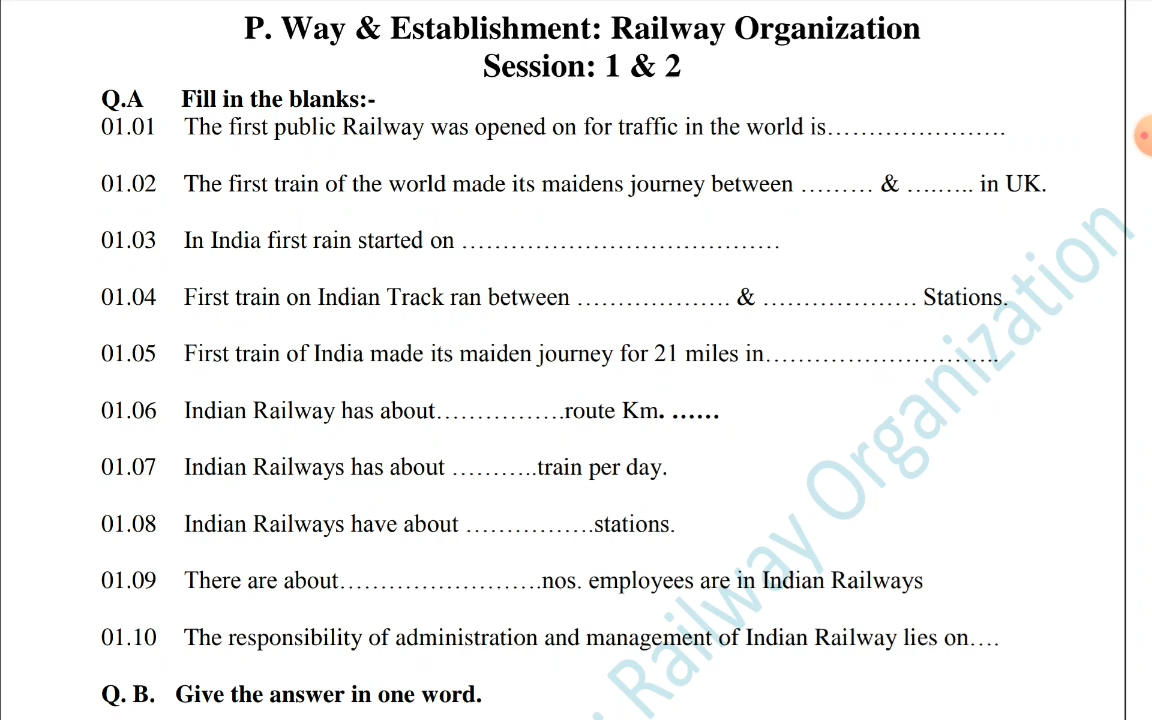 P. Way & Establishment: Railway Organization
Session: 1 & 2
Q.A Fill in the blanks:-
01.01 The first public Railway was opened on for traffic in the world is.....................
01.02 The first train of the world made its maidens journey between ......... & ......... in UK.
01.03 In India first rain started on ......................................
01.04 First train on Indian Track ran between .................. & .................. Stations.
01.05 First train of India made its maiden journey for 21 miles in............................
01.06 Indian Railway has about...............route Km. ......
01.07 Indian Railways has about ..........train per day.
01.08 Indian Railways have about ...............stations.
01.09 There are about........................nos. employees are in Indian Railways
01.10 The responsibility of administration and management of Indian Railway lies on....
Q. B. Give the answer in one word.
Railway Organization